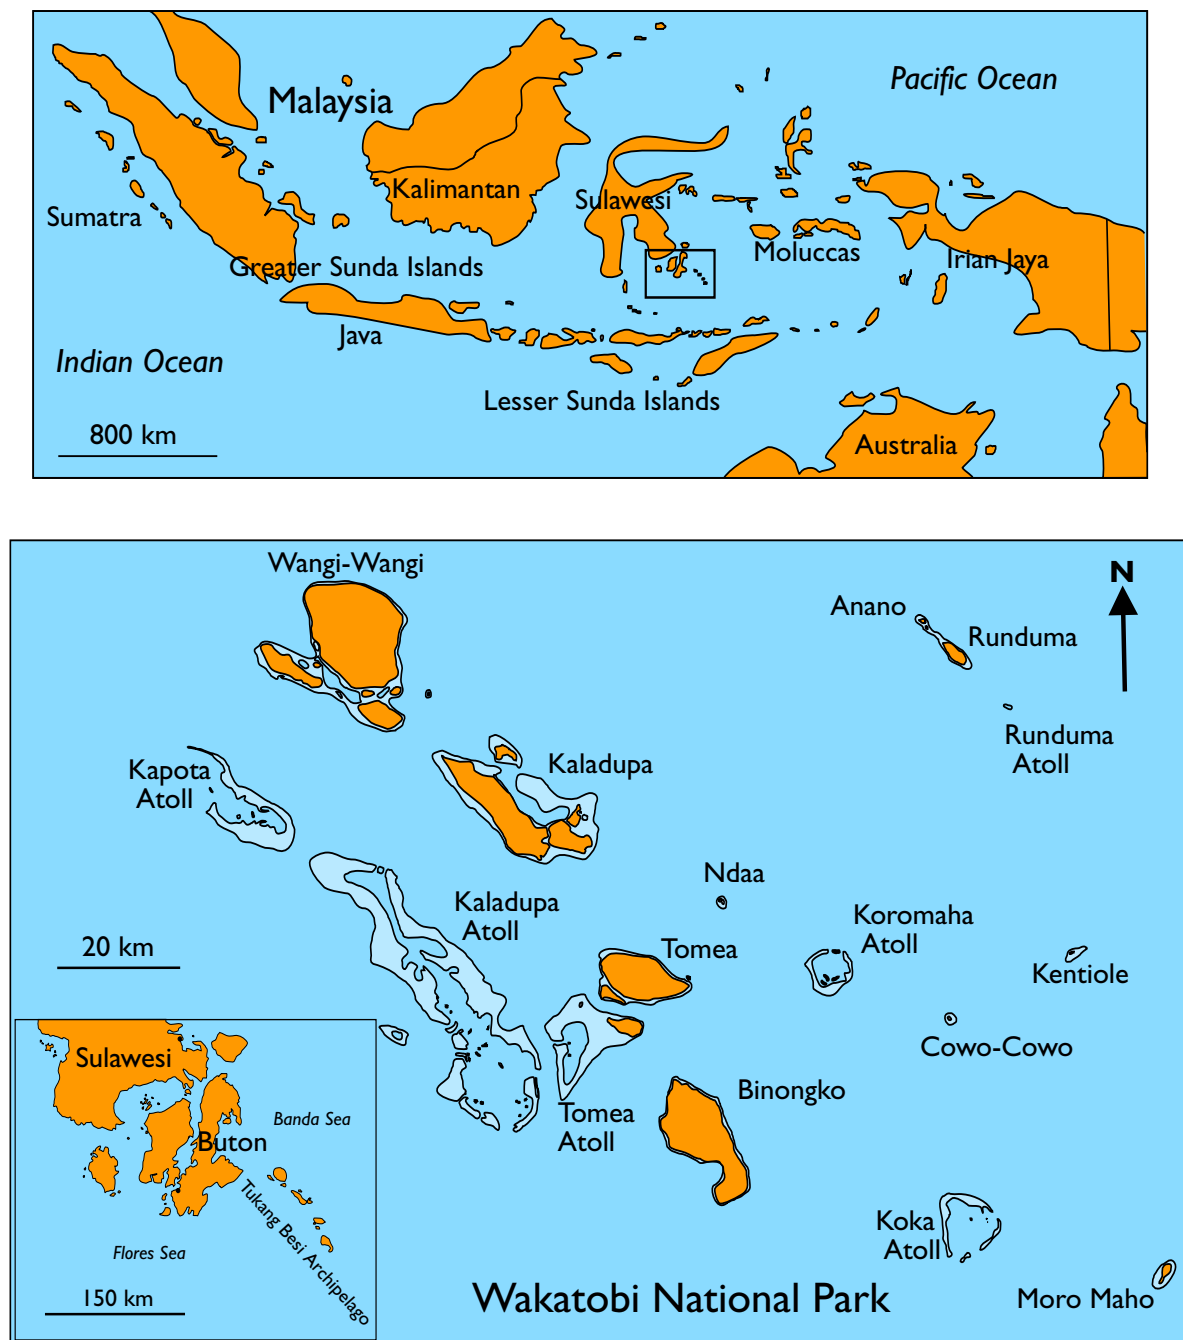 Pacific Ocean
Malaysia
Kalimantan
Sulawesi
Sumatra
Moluccas
Irian Jaya
Greater Sunda Islands
Java
Indian Ocean
Lesser Sunda Islands
800 km
Australia
Wangi-Wangi
N
Anano
Runduma
Runduma
Atoll
Kapota
Atoll
Kaladupa
Ndaa
Kaladupa
Atoll
Koromaha
Atoll
20 km
Tomea
Kentiole
Cowo-Cowo
Sulawesi
Binongko
Banda Sea
Tomea
Atoll
Buton
Tukang Besi Archipelago
Koka
Atoll
Flores Sea
150 km
Wakatobi National Park
Moro Maho